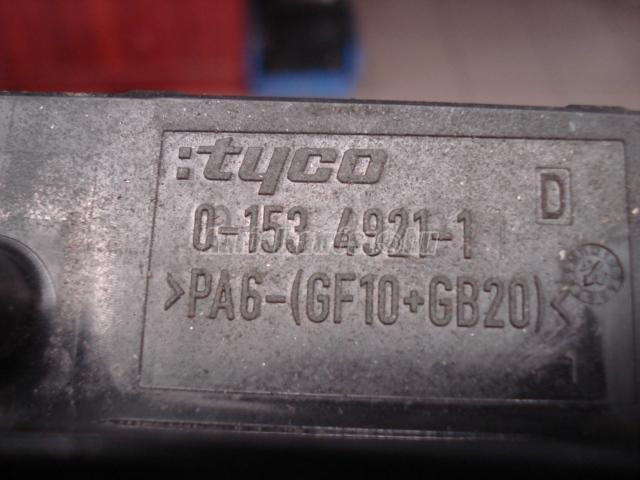 :tyco
D
0-153 4921-1
>PA6-(GF10+GB20)<